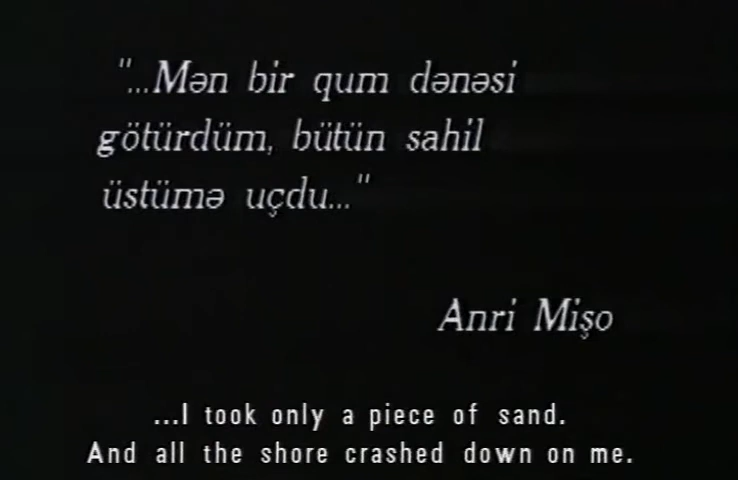 "...Mən bir qum dənəsi
götürdüm, bütün sahil
üstümə uçdu..."
Anri Mişo
...I took only a piece of sand.
And all the shore crashed down on me.